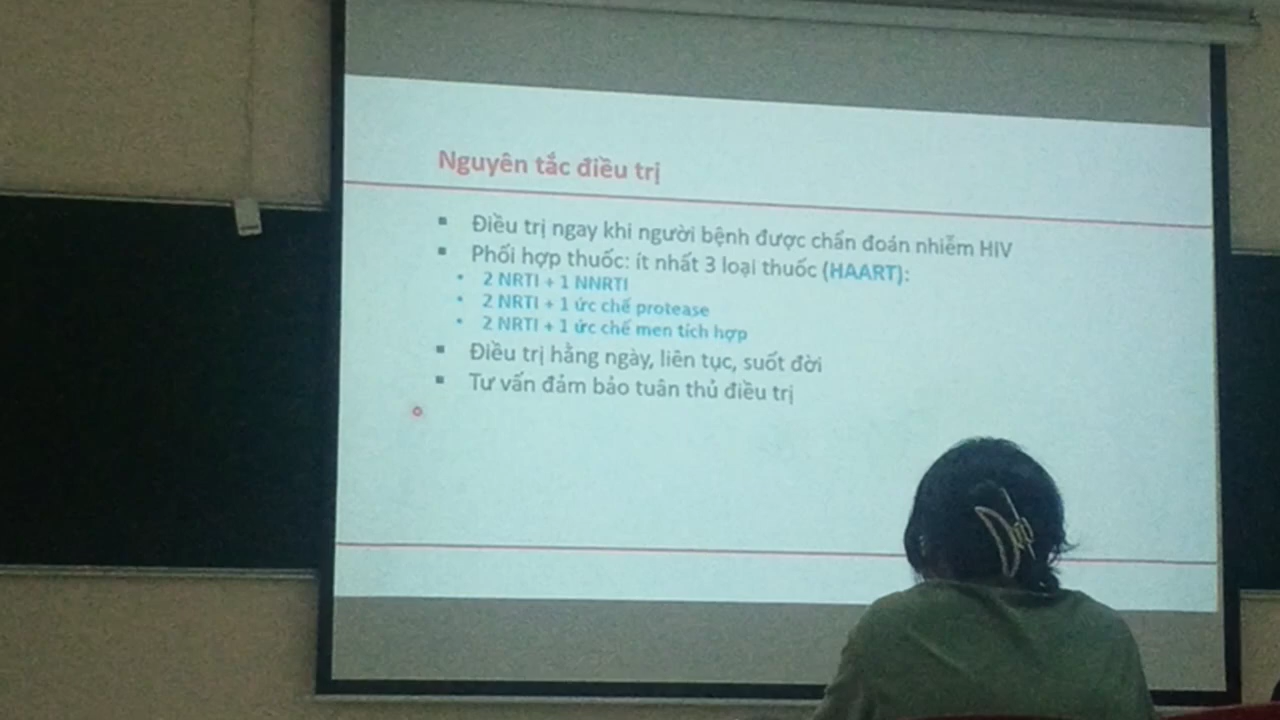 Nguyên tắc điều trị
▪ Điều trị ngay khi người bệnh được chẩn đoán nhiễm HIV
▪ Phối hợp thuốc: ít nhất 3 loại thuốc (HAART):
• 2 NRTI + 1 NNRTI
• 2 NRTI + 1 ức chế protease
• 2 NRTI + 1 ức chế men tích hợp
▪ Điều trị hằng ngày, liên tục, suốt đời
▪ Tư vấn đảm bảo tuân thủ điều trị